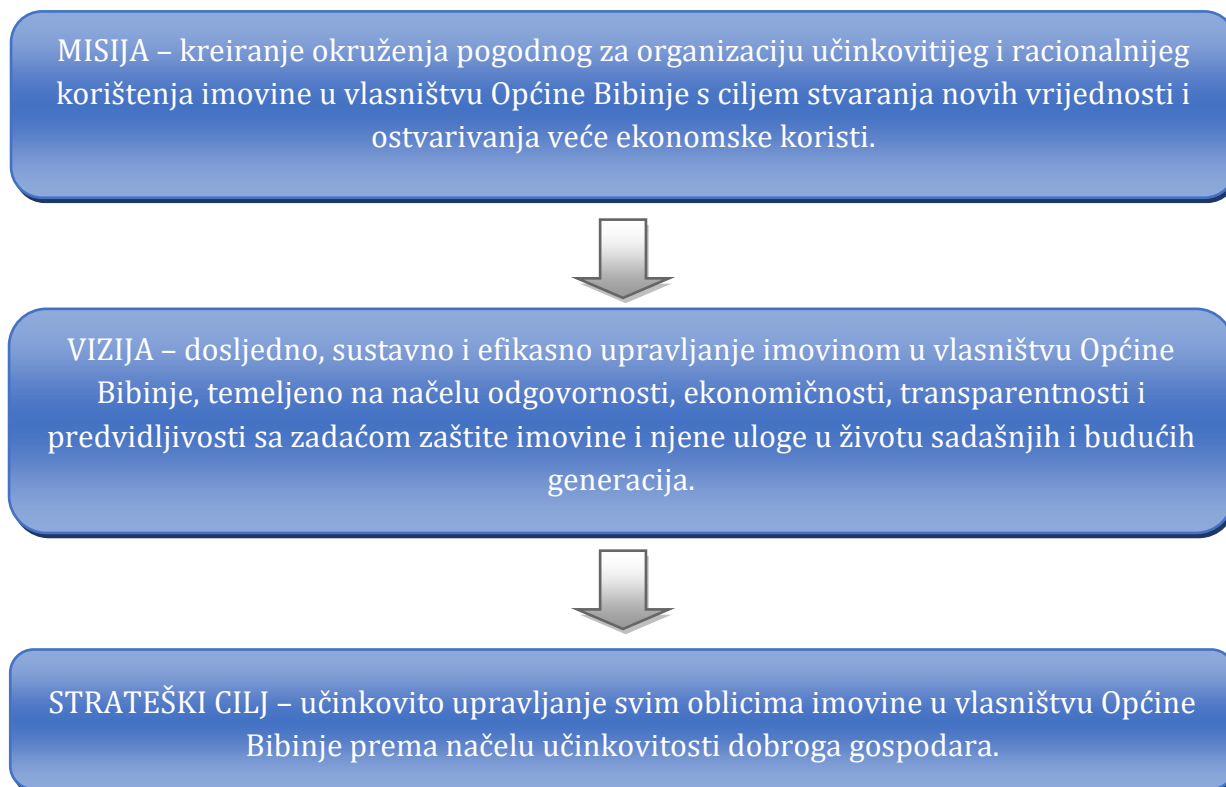 MISIJA – kreiranje okruženja pogodnog za organizaciju učinkovitijeg i racionalnijeg
korištenja imovine u vlasništvu Općine Bibinje s ciljem stvaranja novih vrijednosti i
ostvarivanja veće ekonomske koristi.
VIZIJA – dosljedno, sustavno i efikasno upravljanje imovinom u vlasništvu Općine
Bibinje, temeljeno na načelu odgovornosti, ekonomičnosti, transparentnosti i
predvidljivosti sa zadaćom zaštite imovine i njene uloge u životu sadašnjih i budućih
generacija.
STRATEŠKI CILJ – učinkovito upravljanje svim oblicima imovine u vlasništvu Općine
Bibinje prema načelu učinkovitosti dobroga gospodara.